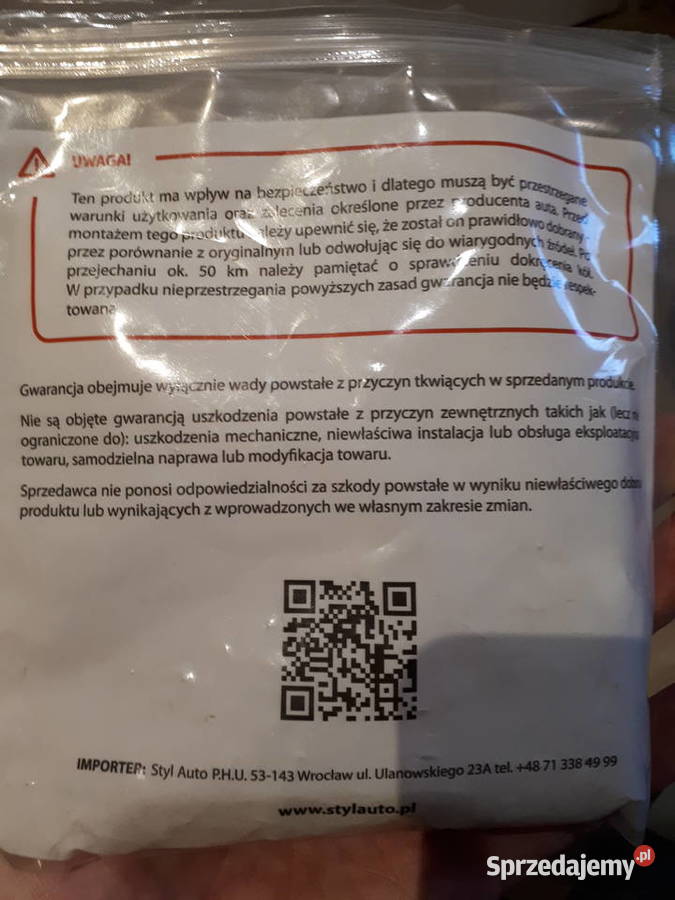 UWAGA!
Ten produkt ma wpływ na bezpieczeństwo i dlatego muszą być przestrzegane
warunki użytkowania oraz zalecenia określone przez producenta auta. Przed
montażem tego produktu należy upewnić się, że został on prawidłowo dobrany -
przez porównanie z oryginalnym lub odwołując się do wiarygodnych źródeł. Po
przejechaniu ok. 50 km należy pamiętać o sprawdzeniu dokręcenia kół.
W przypadku nieprzestrzegania powyższych zasad gwarancja nie będzie respek-
towana
Gwarancja obejmuje wyłącznie wady powstałe z przyczyn tkwiących w sprzedanym produkcie.
Nie są objęte gwarancją uszkodzenia powstałe z przyczyn zewnętrznych takich jak (lecz
ograniczone do): uszkodzenia mechaniczne, niewłaściwa instalacja lub obsługa
towaru, samodzielna naprawa lub modyfikacja towaru.
Sprzedawca nie ponosi odpowiedzialności za szkody powstałe w wyniku niewłaściwego
produktu lub wynikających z wprowadzonych we własnym zakresie zmian.
IMPORTER: Styl Auto P.H.U. 53-143 Wrocław ul. Ulanowskiego 23A tel. +48 71 338 49 99
www.stylauto.pl
Sprzedajemy.pl